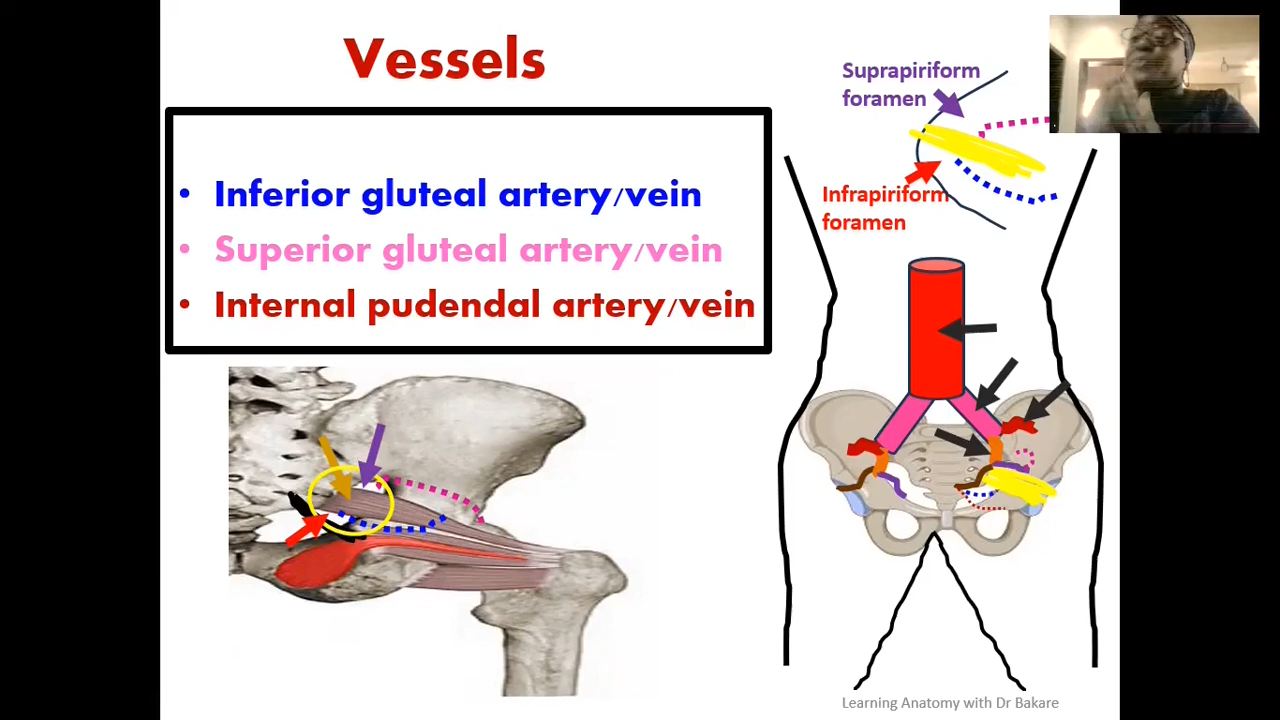 Vessels
Inferior gluteal artery/vein
Superior gluteal artery/vein
Internal pudendal artery/vein
Suprapiriform
foramen
Infrapiriform
foramen
Learning Anatomy with Dr Bakare